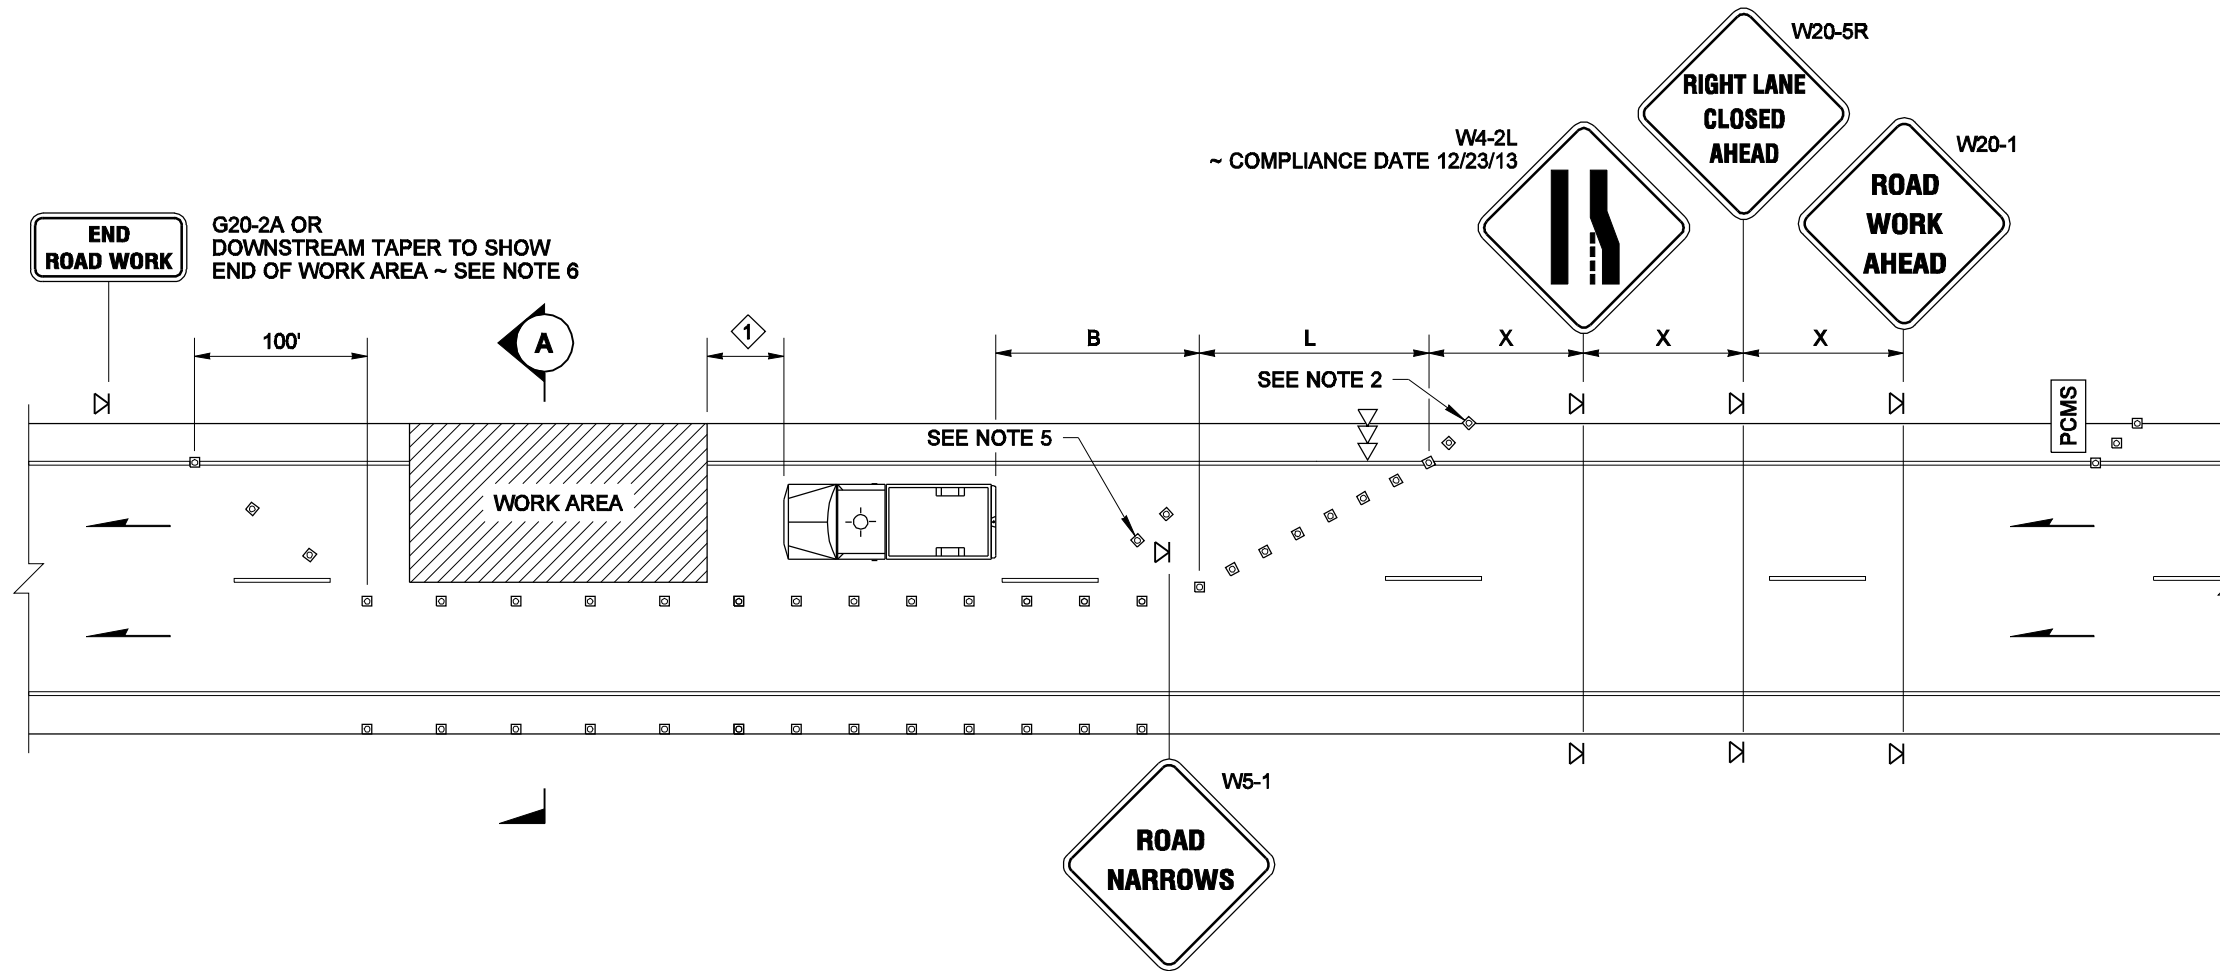 W20-5R
RIGHT LANE
CLOSED
AHEAD
W4-2L
~ COMPLIANCE DATE 12/23/13
W20-1
ROAD
WORK
AHEAD
END
ROAD WORK
G20-2A OR
DOWNSTREAM TAPER TO SHOW
END OF WORK AREA ~ SEE NOTE 6
100'
A
1
B
L
X
X
X
SEE NOTE 2
PCMS
SEE NOTE 5
WORK AREA
W5-1
ROAD
NARROWS